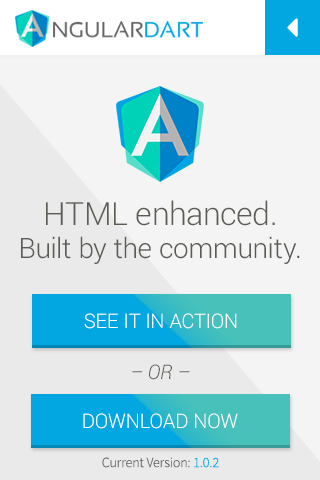 ANGULARDART
A
HTML enhanced.
Built by the community.
SEE IT IN ACTION
– OR –
DOWNLOAD NOW
Current Version: 1.0.2